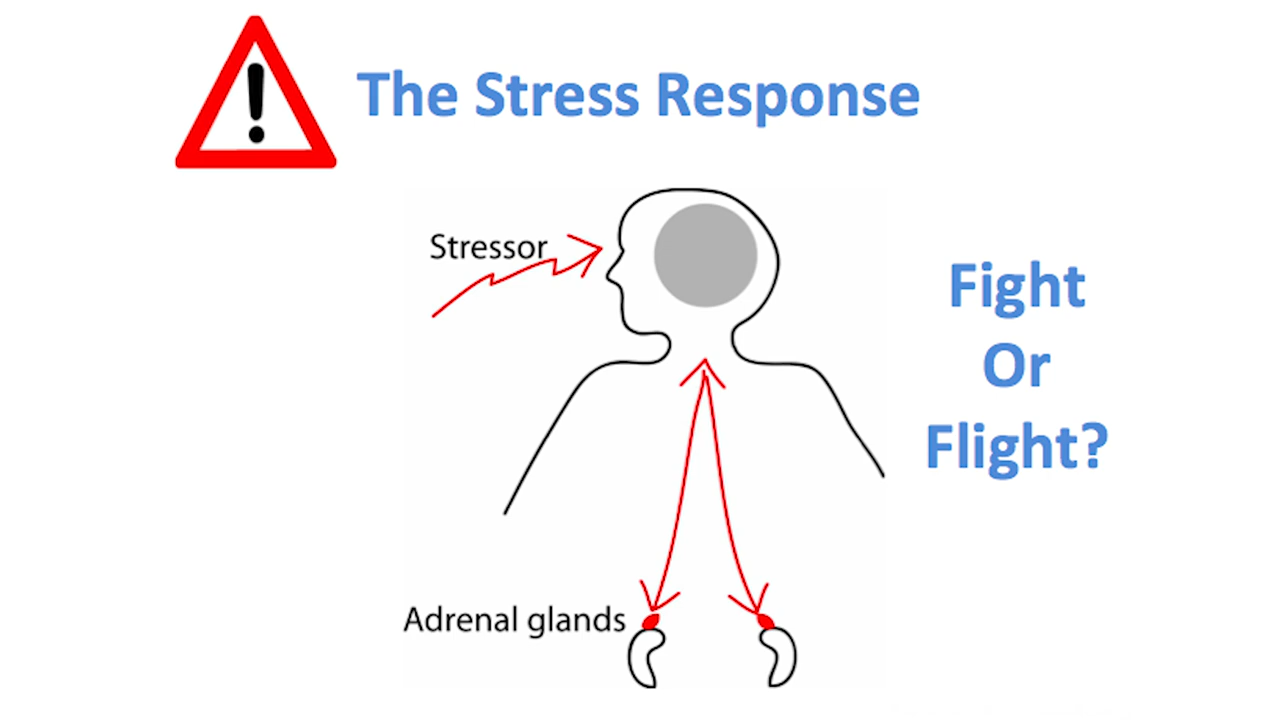 The Stress Response
Stressor
Fight
Or
Flight?
Adrenal glands